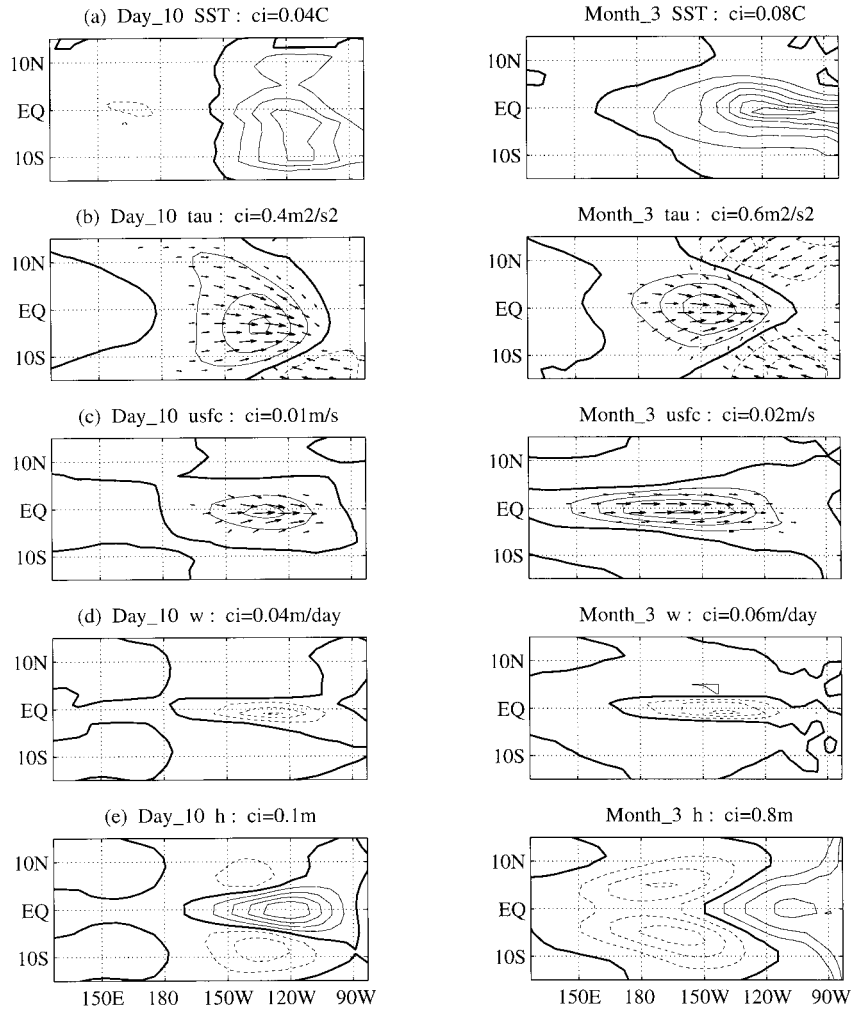 (a) Day_10 SST : ci=0.04C
Month_3 SST : ci=0.08C
10N
EQ
10S
10N
EQ
10S
(b) Day_10 tau : ci=0.4m2/s2
Month_3 tau : ci=0.6m2/s2
10N
EQ
10S
10N
EQ
10S
(c) Day_10 usfc : ci=0.01m/s
Month_3 usfc : ci=0.02m/s
10N
EQ
10S
10N
EQ
10S
(d) Day_10 w : ci=0.04m/day
Month_3 w : ci=0.06m/day
10N
EQ
10S
10N
EQ
10S
(e) Day_10 h : ci=0.1m
Month_3 h : ci=0.8m
10N
EQ
10S
10N
EQ
10S
150E 180 150W 120W 90W
150E 180 150W 120W 90W